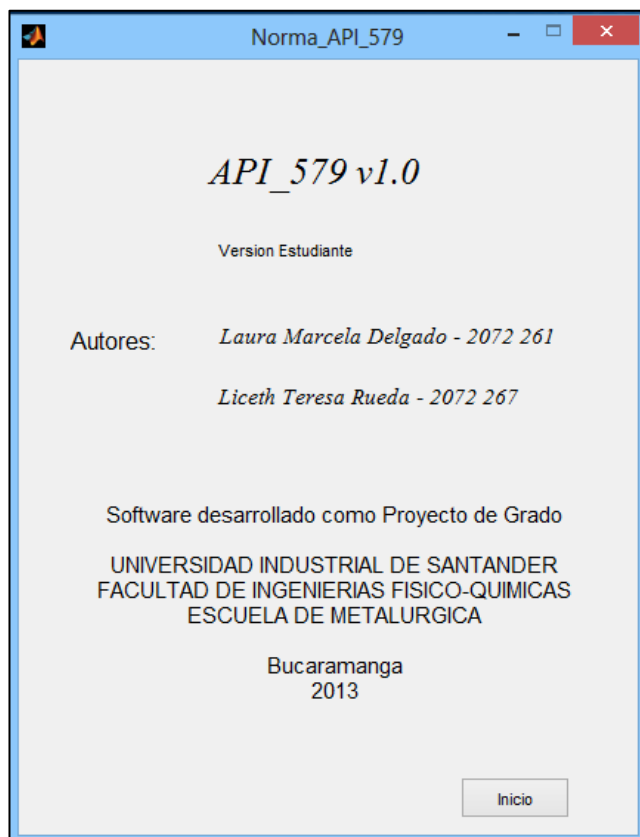 Norma_API_579
API_579 v1.0
Version Estudiante
Autores:
Laura Marcela Delgado - 2072 261
Liceth Teresa Rueda - 2072 267
Software desarrollado como Proyecto de Grado
UNIVERSIDAD INDUSTRIAL DE SANTANDER
FACULTAD DE INGENIERIAS FISICO-QUIMICAS
ESCUELA DE METALURGICA
Bucaramanga
2013
Inicio